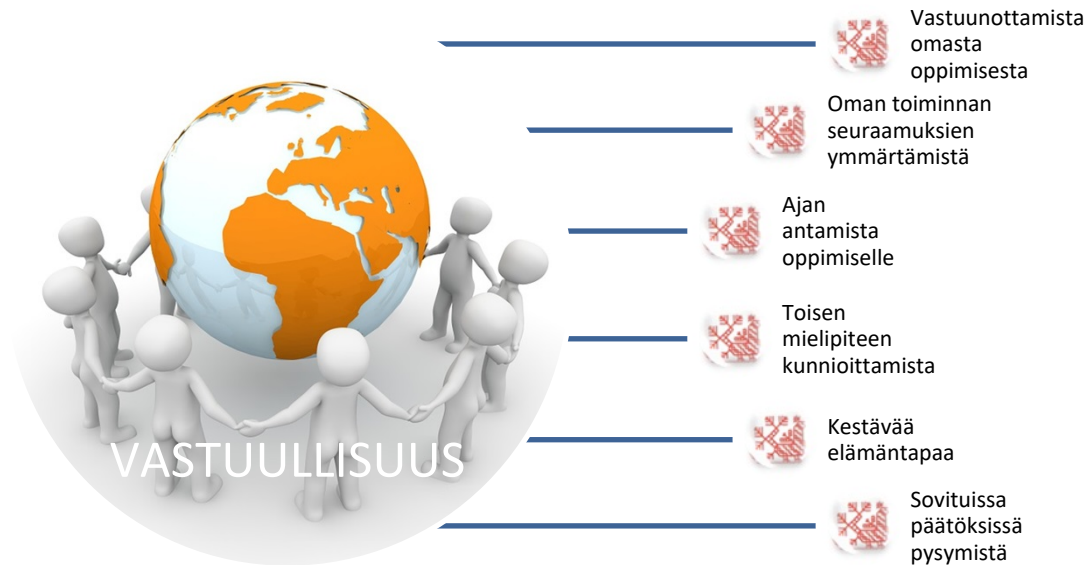 Vastuunottamista
omasta
oppimisesta
Oman toiminnan
seuraamuksien
ymmärtämistä
Ajan
antamista
oppimiselle
Toisen
mielipiteen
kunnioittamista
Kestävää
elämäntapaa
Sovituissa
päätöksissä
pysymistä
VASTUULLISUUS